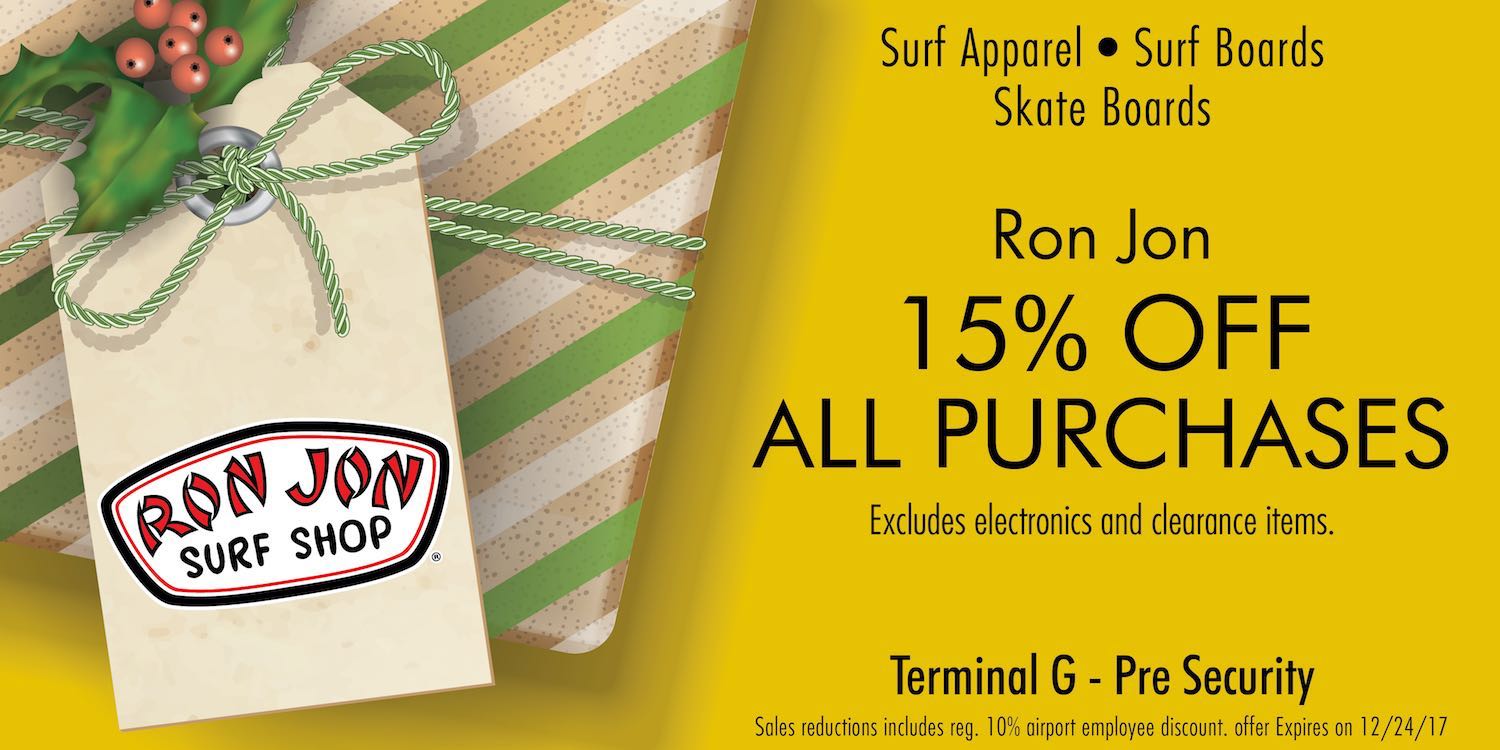 Surf Apparel • Surf Boards
Skate Boards
Ron Jon
15% OFF
ALL PURCHASES
Excludes electronics and clearance items.
Terminal G - Pre Security
Sales reductions includes reg. 10% airport employee discount. offer Expires on 12/24/17
RON JON
SURF SHOP
®